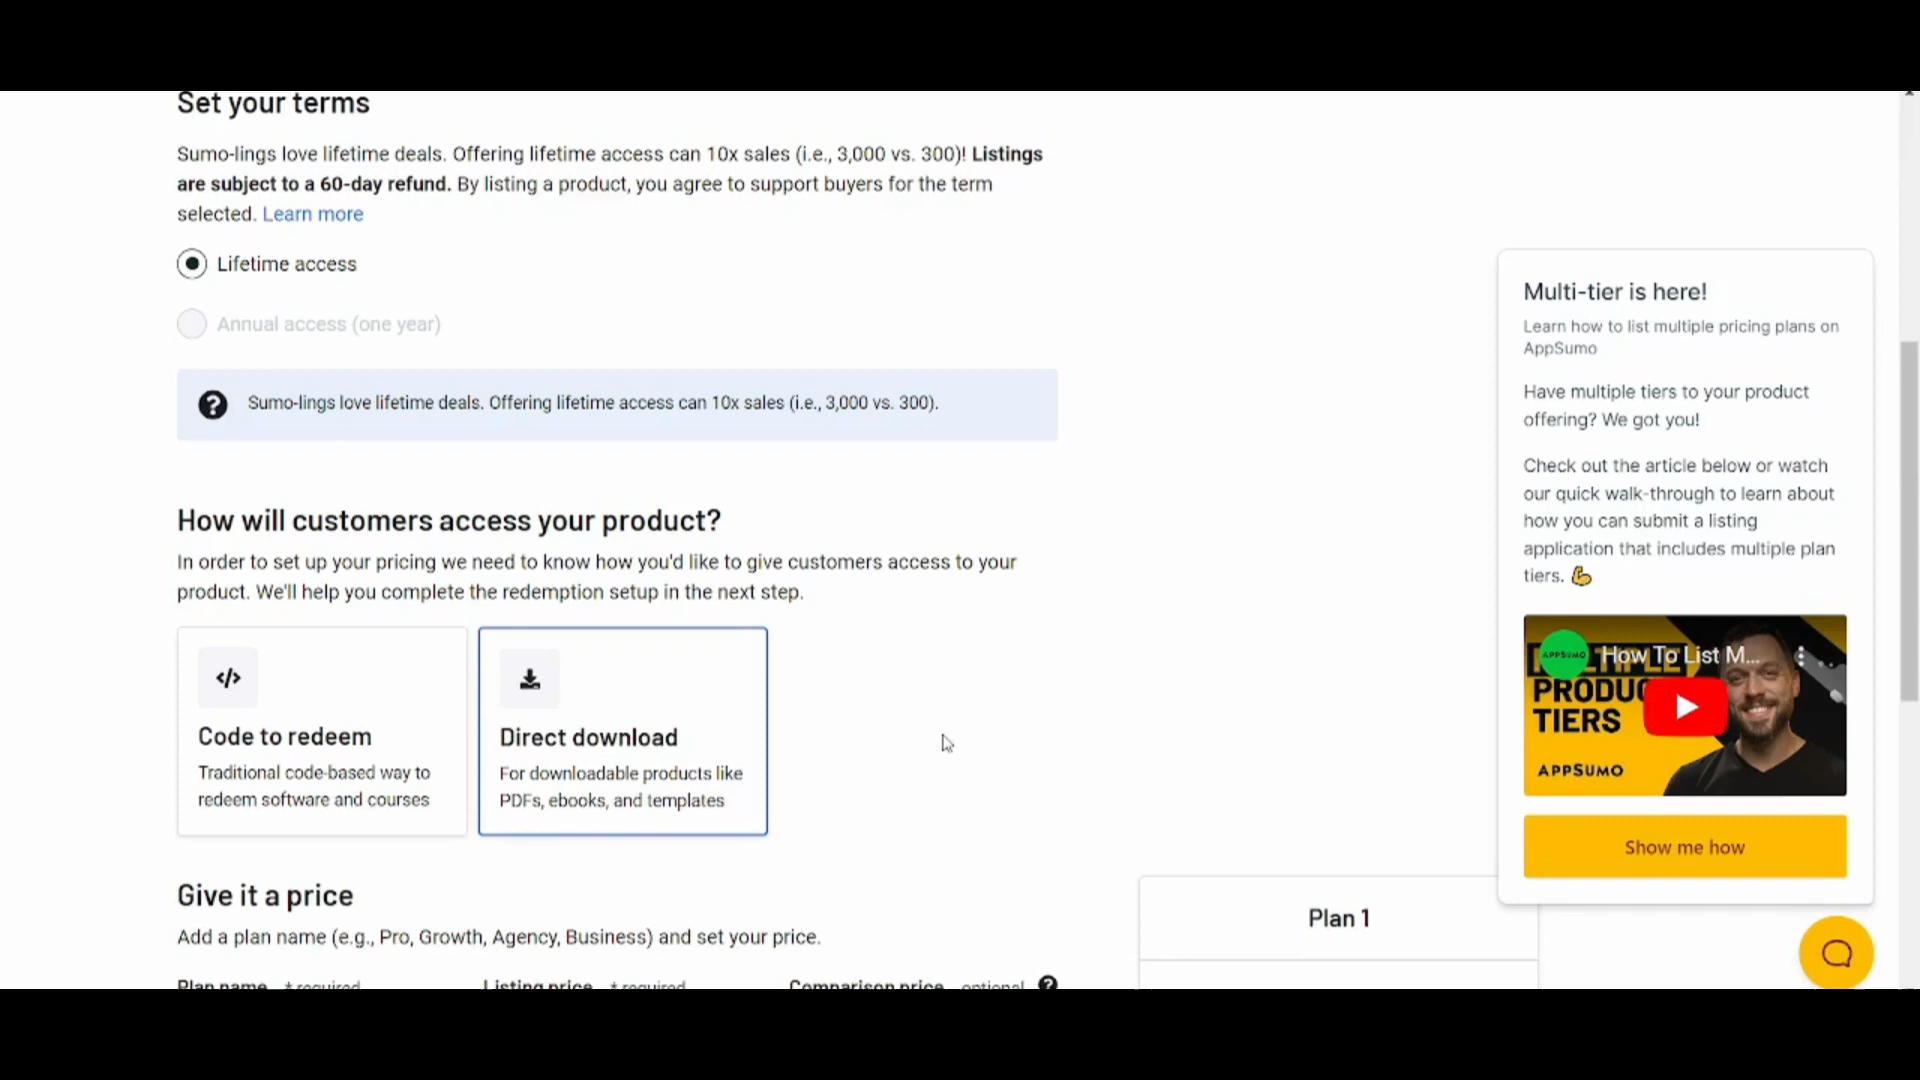 Set your terms
Sumo-lings love lifetime deals. Offering lifetime access can 10x sales (i.e., 3,000 vs. 300)! Listings
are subject to a 60-day refund. By listing a product, you agree to support buyers for the term
selected. Learn more
Lifetime access
Annual access (one year)
Sumo-lings love lifetime deals. Offering lifetime access can 10x sales (i.e., 3,000 vs. 300).
How will customers access your product?
In order to set up your pricing we need to know how you'd like to give customers access to your
product. We'll help you complete the redemption setup in the next step.
Code to redeem
Traditional code-based way to
redeem software and courses
Direct download
For downloadable products like
PDFs, ebooks, and templates
Give it a price
Add a plan name (e.g., Pro, Growth, Agency, Business) and set your price.
Plan name * required
Listing price * required
Comparison price optional
Plan 1
Multi-tier is here!
Learn how to list multiple pricing plans on
AppSumo
Have multiple tiers to your product
offering? We got you!
Check out the article below or watch
our quick walk-through to learn about
how you can submit a listing
application that includes multiple plan
tiers. 💪
APPSUMO
How To List M...
TIERS
APPSUMO
Show me how